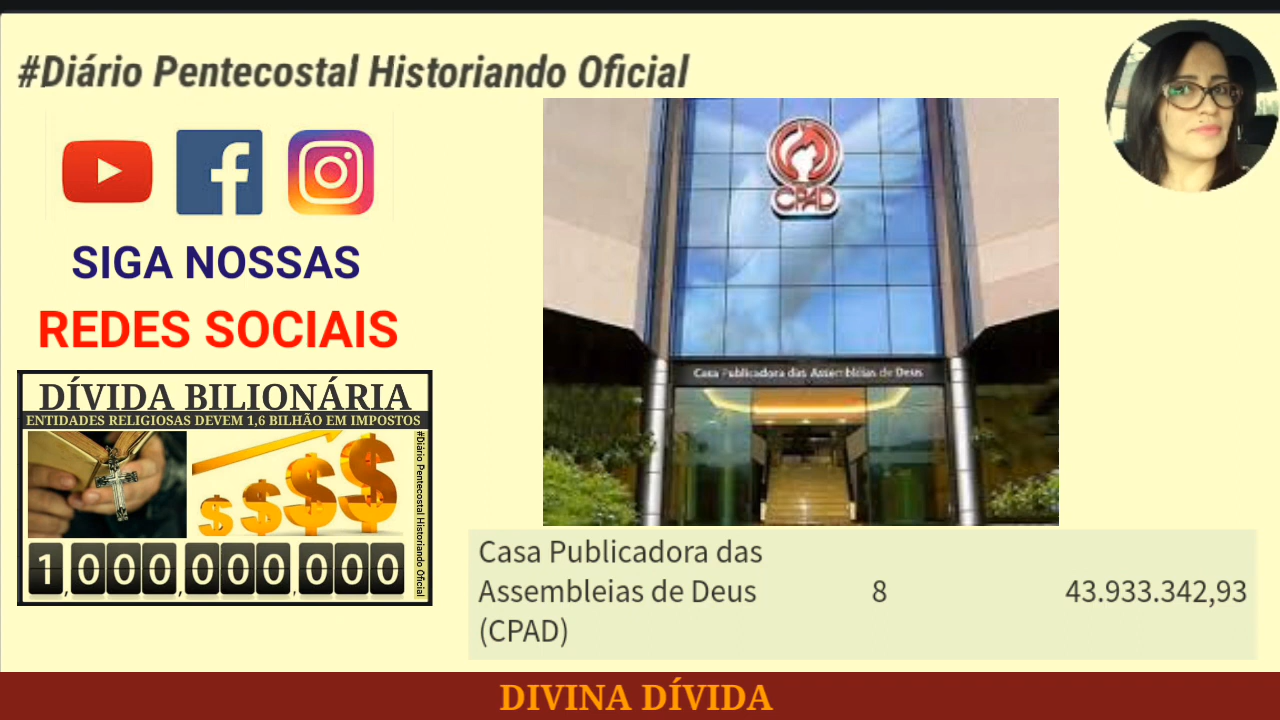 #Diário Pentecostal Historiando Oficial
SIGA NOSSAS
REDES SOCIAIS
DÍVIDA BILIONÁRIA
ENTIDADES RELIGIOSAS DEVEM 1,6 BILHÃO EM IMPOSTOS
#Diário Pentecostal Historiando Oficial
1,000,000,000
CPAD
Casa Publicadora das Assembleias de Deus
Casa Publicadora das
Assembleias de Deus 8 43.933.342,93
(CPAD)
DIVINA DÍVIDA